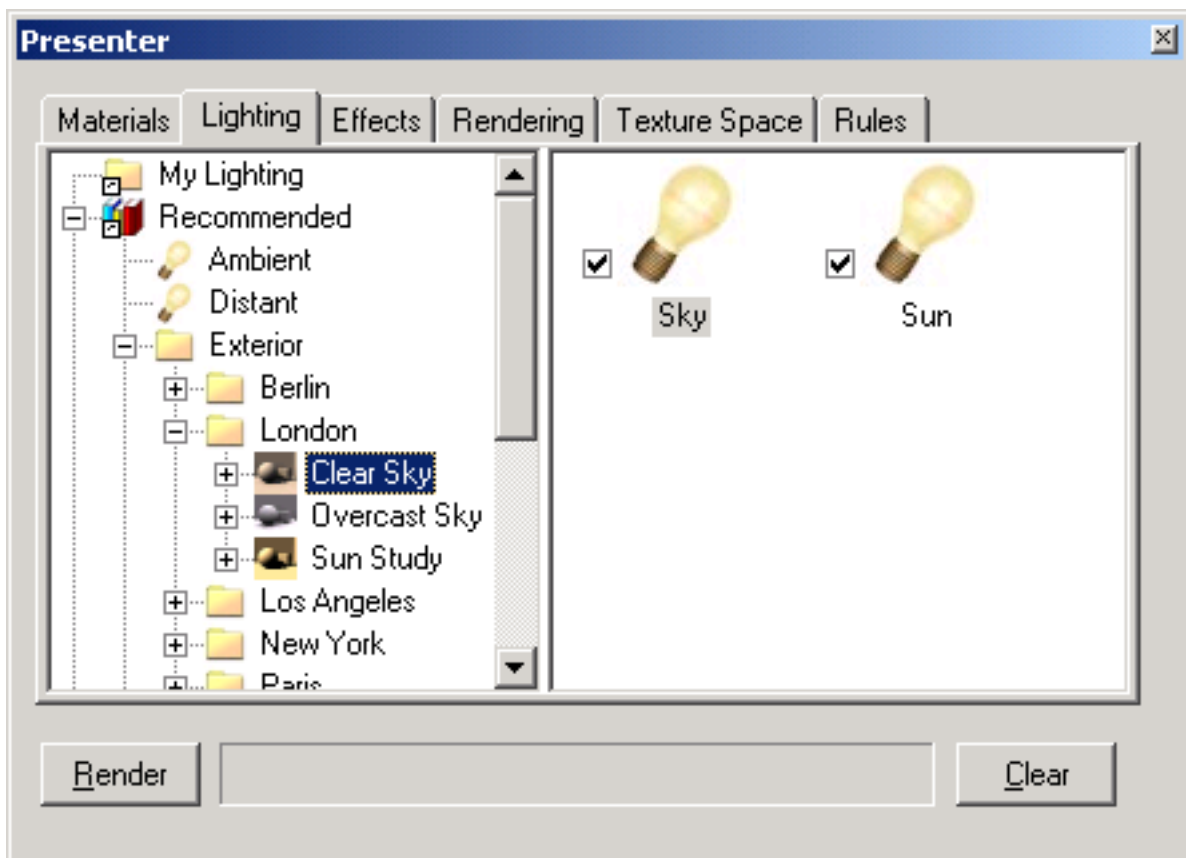 Presenter
Materials Lighting Effects Rendering Texture Space Rules
My Lighting
Recommended
Ambient
Distant
Exterior
Berlin
London
Clear Sky
Overcast Sky
Sun Study
Los Angeles
New York
Paris
Sky Sun
Render Clear